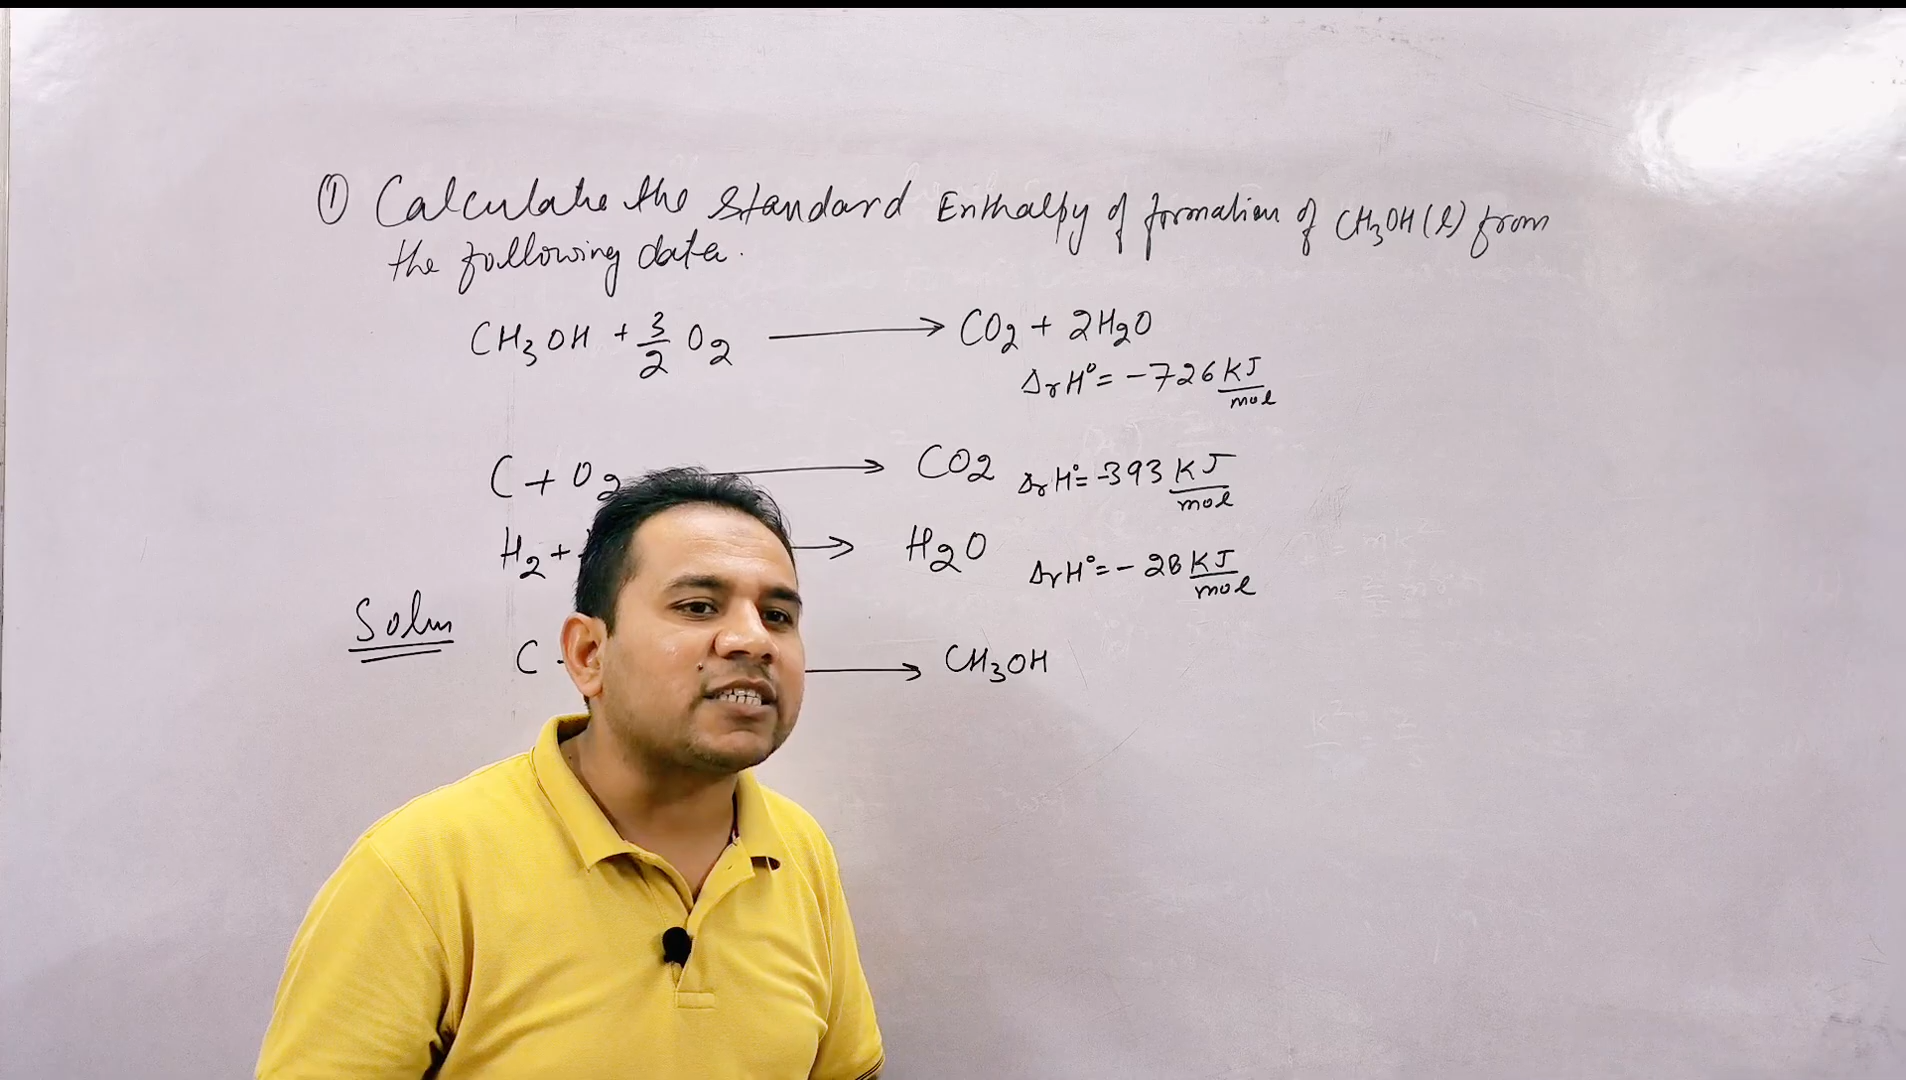 ① Calculate the standard Enthalpy of formation of CH₃OH(l) from
the following data.
CH₃OH + 3/2 O₂ → CO₂ + 2H₂O
ΔrH° = -726 KJ/mol
C + O₂ → CO₂ ΔrH° = -393 KJ/mol
H₂ + → H₂O ΔrH° = - 28 KJ/mol
Soln
C → CH₃OH